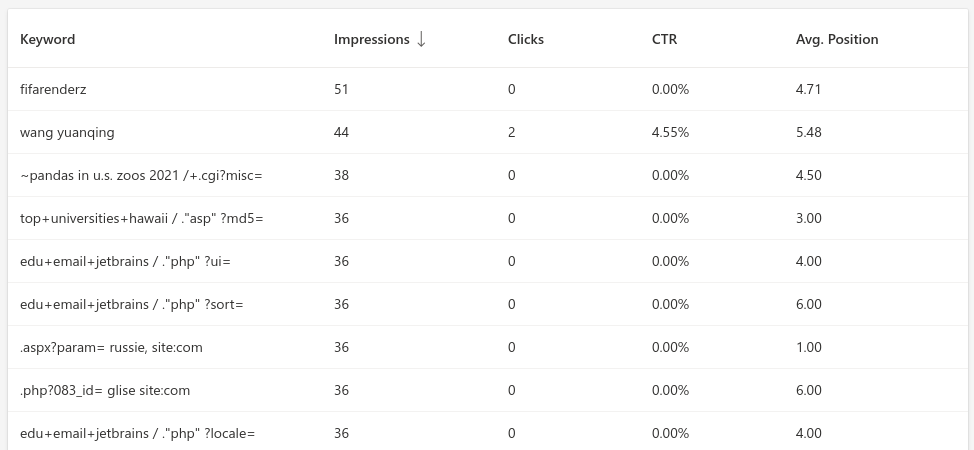 Keyword Impressions ↓ Clicks CTR Avg. Position
fifarenderz 51 0 0.00% 4.71
wang yuanqing 44 2 4.55% 5.48
~pandas in u.s. zoos 2021 /+.cgi?misc= 38 0 0.00% 4.50
top+universities+hawaii / ."asp" ?md5= 36 0 0.00% 3.00
edu+email+jetbrains / ."php" ?ui= 36 0 0.00% 4.00
edu+email+jetbrains / ."php" ?sort= 36 0 0.00% 6.00
.aspx?param= russie, site:com 36 0 0.00% 1.00
.php?083_id= glise site:com 36 0 0.00% 6.00
edu+email+jetbrains / ."php" ?locale= 36 0 0.00% 4.00